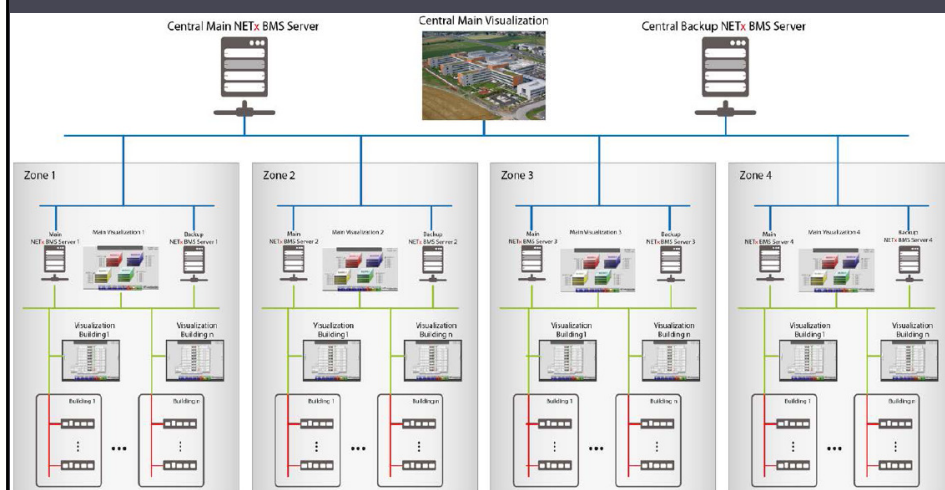 Central Main NETx BMS Server
Central Main Visualization
Central Backup NETx BMS Server
Zone 1
Main
NETx BMS Server 1
Main Visualization 1
Backup
NETx BMS Server 1
Visualization
Building 1
Visualization
Building n
Building 1
Building n
...
Zone 2
Main
NETx BMS Server 2
Main Visualization 2
Backup
NETx BMS Server 2
Visualization
Building 1
Visualization
Building n
Building 1
Building n
...
Zone 3
Main
NETx BMS Server 3
Main Visualization 3
Backup
NETx BMS Server 3
Visualization
Building 1
Visualization
Building n
Building 1
Building n
...
Zone 4
Main
NETx BMS Server 4
Main Visualization 4
Backup
NETx BMS Server 4
Visualization
Building 1
Visualization
Building n
Building 1
Building n
...